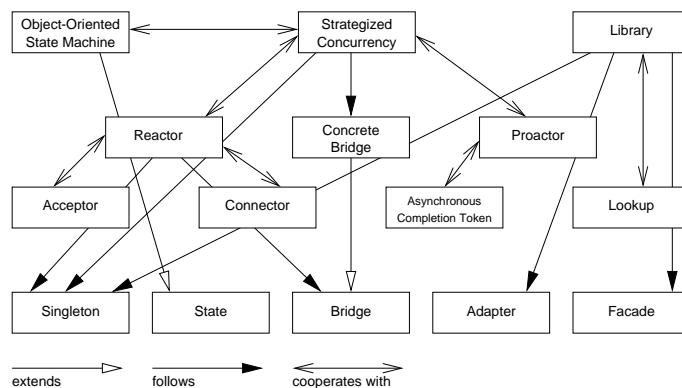 Object-Oriented
State Machine
Strategized
Concurrency
Library
Reactor
Concrete
Bridge
Proactor
Acceptor
Connector
Asynchronous
Completion Token
Lookup
Singleton
State
Bridge
Adapter
Facade
extends
follows
cooperates with